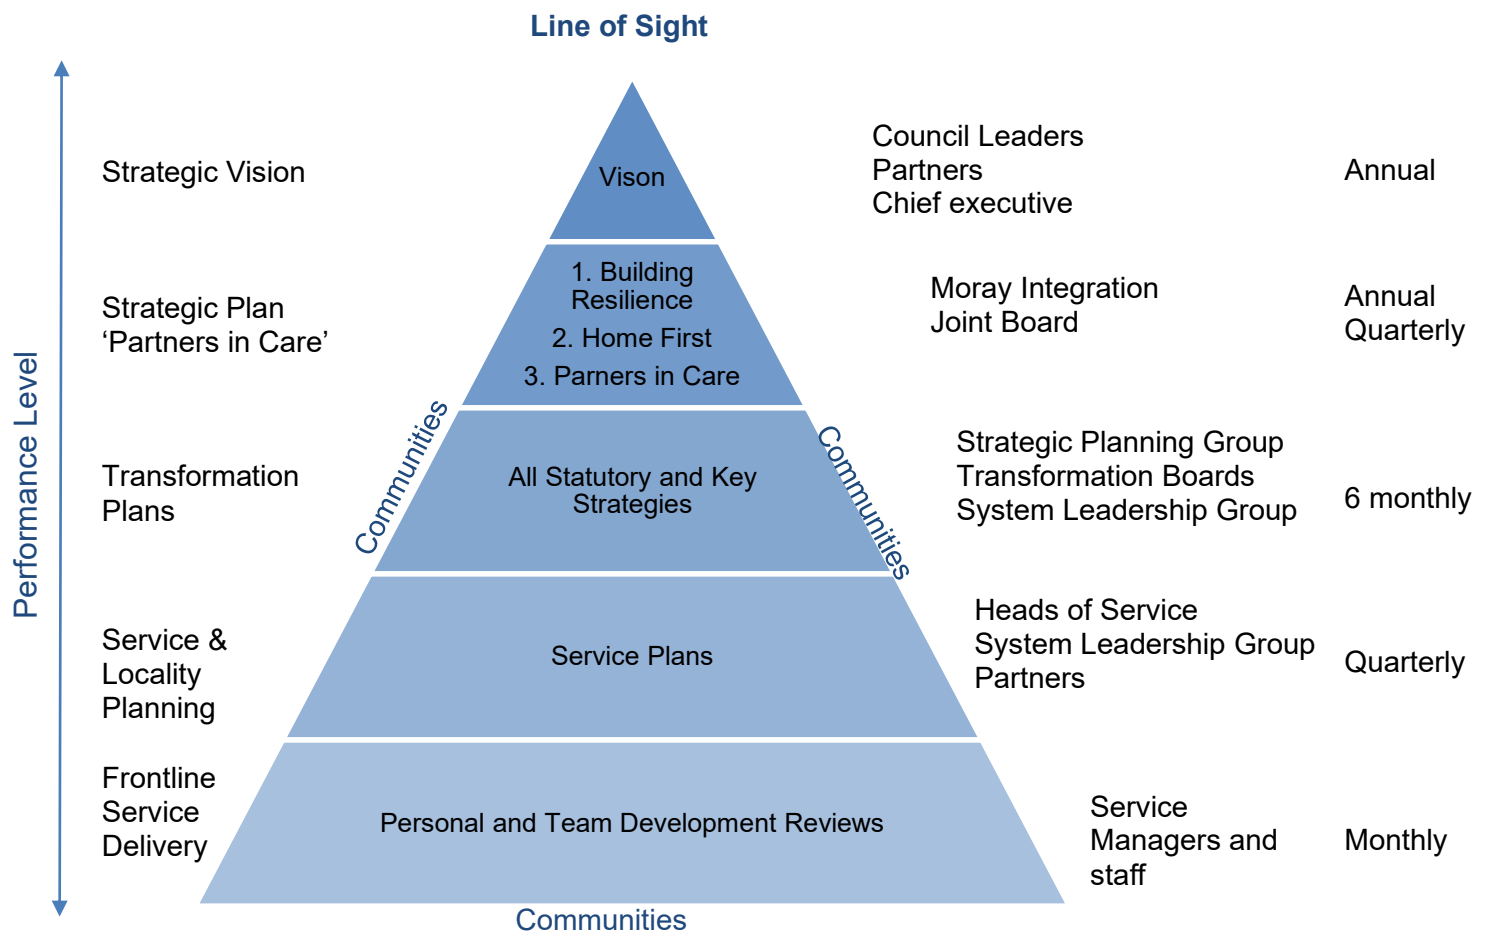 Line of Sight
Performance Level
Strategic Vision
Vison
Council Leaders
Partners
Chief executive
Annual
Strategic Plan
‘Partners in Care’
1. Building
Resilience
2. Home First
3. Parners in Care
Moray Integration
Joint Board
Annual
Quarterly
Communities
Communities
Transformation
Plans
All Statutory and Key
Strategies
Strategic Planning Group
Transformation Boards
System Leadership Group
6 monthly
Service &
Locality
Planning
Service Plans
Heads of Service
System Leadership Group
Partners
Quarterly
Frontline
Service
Delivery
Personal and Team Development Reviews
Service
Managers and
staff
Monthly
Communities